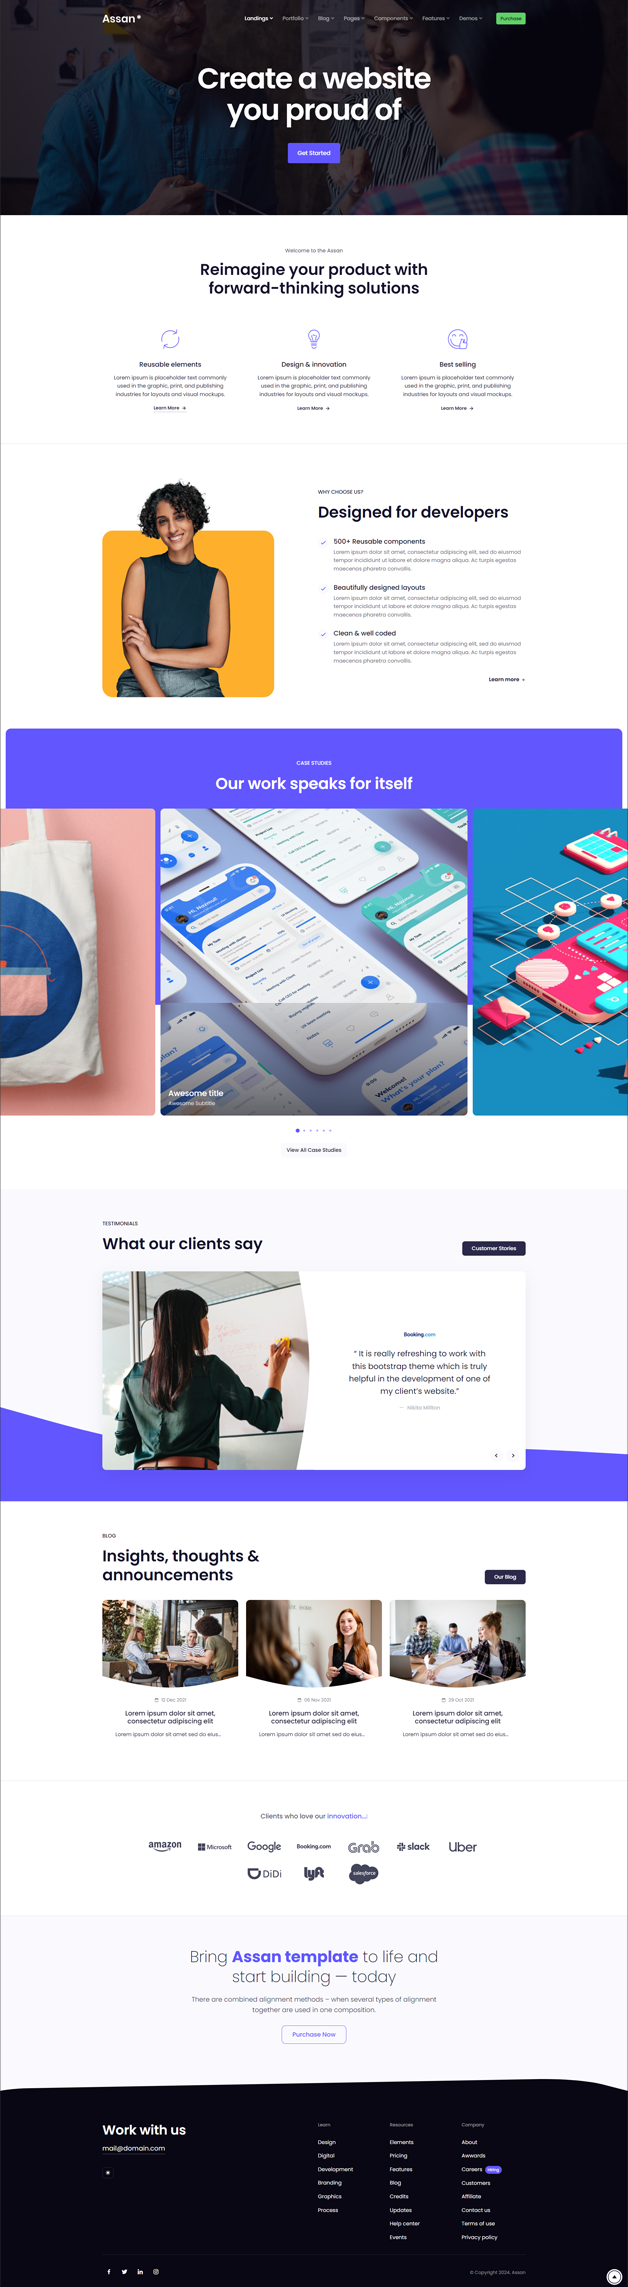 Assan
Landings Portfolio Blog Pages Components Features Demos Purchase
Create a website
you proud of
Get Started
Welcome to the Assan
Reimagine your product with
forward-thinking solutions
Reusable elements
Lorem ipsum is placeholder text commonly
used in the graphic, print, and publishing
industries for layouts and visual mockups.
Learn More →
Design & innovation
Lorem ipsum is placeholder text commonly
used in the graphic, print, and publishing
industries for layouts and visual mockups.
Learn More →
Best selling
Lorem ipsum is placeholder text commonly
used in the graphic, print, and publishing
industries for layouts and visual mockups.
Learn More →
WHY CHOOSE US?
Designed for developers
500+ Reusable components
Lorem ipsum dolor sit amet, consectetur adipiscing elit, sed do eiusmod
tempor incididunt ut labore et dolore magna aliqua. Ac turpis egestas
maecenas pharetra convallis.
Beautifully designed layouts
Lorem ipsum dolor sit amet, consectetur adipiscing elit, sed do eiusmod
tempor incididunt ut labore et dolore magna aliqua. Ac turpis egestas
maecenas pharetra convallis.
Clean & well coded
Lorem ipsum dolor sit amet, consectetur adipiscing elit, sed do eiusmod
tempor incididunt ut labore et dolore magna aliqua. Ac turpis egestas
maecenas pharetra convallis.
Learn more
CASE STUDIES
Our work speaks for itself
Hi, Nojimul!
My Task
Project List
Welcome!
What's your plan?
Awesome title
Awesome Subtitle
View All Case Studies
TESTIMONIALS
What our clients say
Customer Stories
Booking.com
“ It is really refreshing to work with
this bootstrap theme which is truly
helpful in the development of one of
my client’s website.”
— Nikita Million
BLOG
Insights, thoughts &
announcements
Our Blog
13 Dec 2021
Lorem ipsum dolor sit amet,
consectetur adipiscing elit
Lorem ipsum dolor sit amet sed do eius...
06 Nov 2021
Lorem ipsum dolor sit amet,
consectetur adipiscing elit
Lorem ipsum dolor sit amet sed do eius...
29 Oct 2021
Lorem ipsum dolor sit amet,
consectetur adipiscing elit
Lorem ipsum dolor sit amet sed do eius...
Clients who love our innovation...
amazon Microsoft Google Booking.com Grab slack Uber
DiDi lyft salesforce
Bring Assan template to life and
start building — today
There are combined alignment methods – when several types of alignment
together are used in one composition.
Purchase Now
Work with us
mail@domain.com
Learn
Design
Digital
Development
Branding
Graphics
Process
Resources
Elements
Pricing
Features
Blog
Credits
Updates
Help center
Events
Company
About
Awwards
Careers Hiring
Customers
Affiliate
Contact us
Terms of use
Privacy policy
© Copyright 2024. Assan